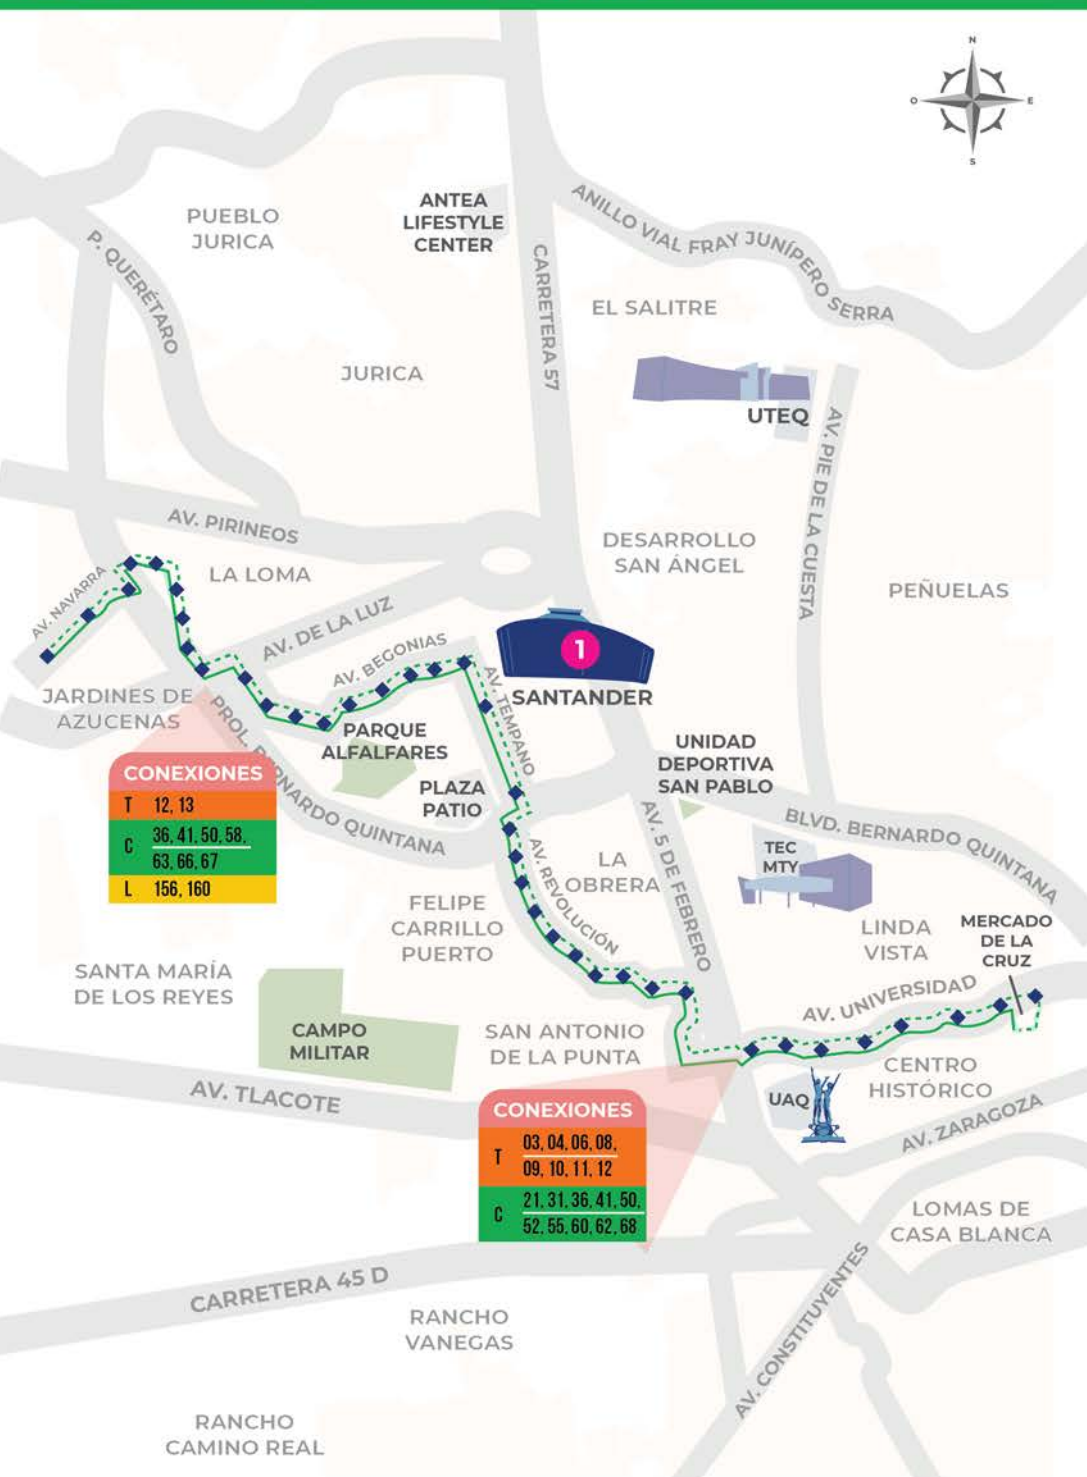 N
O
E
S
PUEBLO
JURICA
ANTEA
LIFESTYLE
CENTER
ANILLO VIAL FRAY JUNÍPERO SERRA
P. QUERÉTARO
CARRETERA 57
EL SALITRE
JURICA
UTEQ
AV. PIE DE LA CUESTA
AV. PIRINEOS
DESARROLLO
SAN ÁNGEL
LA LOMA
PEÑUELAS
AV. NAVARRA
AV. DE LA LUZ
AV. BEGONIAS
1
SANTANDER
JARDINES DE
AZUCENAS
AV. TEMPANO
PROL. BERNARDO QUINTANA
PARQUE
ALFALFARES
UNIDAD
DEPORTIVA
SAN PABLO
PLAZA
PATIO
CONEXIONES
T 12, 13
C 36, 41, 50, 58,
63, 66, 67
L 156, 160
AV. 5 DE FEBRERO
BLVD. BERNARDO QUINTANA
TEC
MTY
LA
OBRERA
AV. REVOLUCIÓN
FELIPE
CARRILLO
PUERTO
LINDA
VISTA
MERCADO
DE LA
CRUZ
SANTA MARÍA
DE LOS REYES
AV. UNIVERSIDAD
CAMPO
MILITAR
SAN ANTONIO
DE LA PUNTA
CENTRO
HISTÓRICO
AV. TLACOTE
UAQ
AV. ZARAGOZA
CONEXIONES
T 03, 04, 06, 08,
09, 10, 11, 12
C 21, 31, 36, 41, 50,
52, 55, 60, 62, 68
LOMAS DE
CASA BLANCA
CARRETERA 45 D
RANCHO
VANEGAS
AV. CONSTITUYENTES
RANCHO
CAMINO REAL